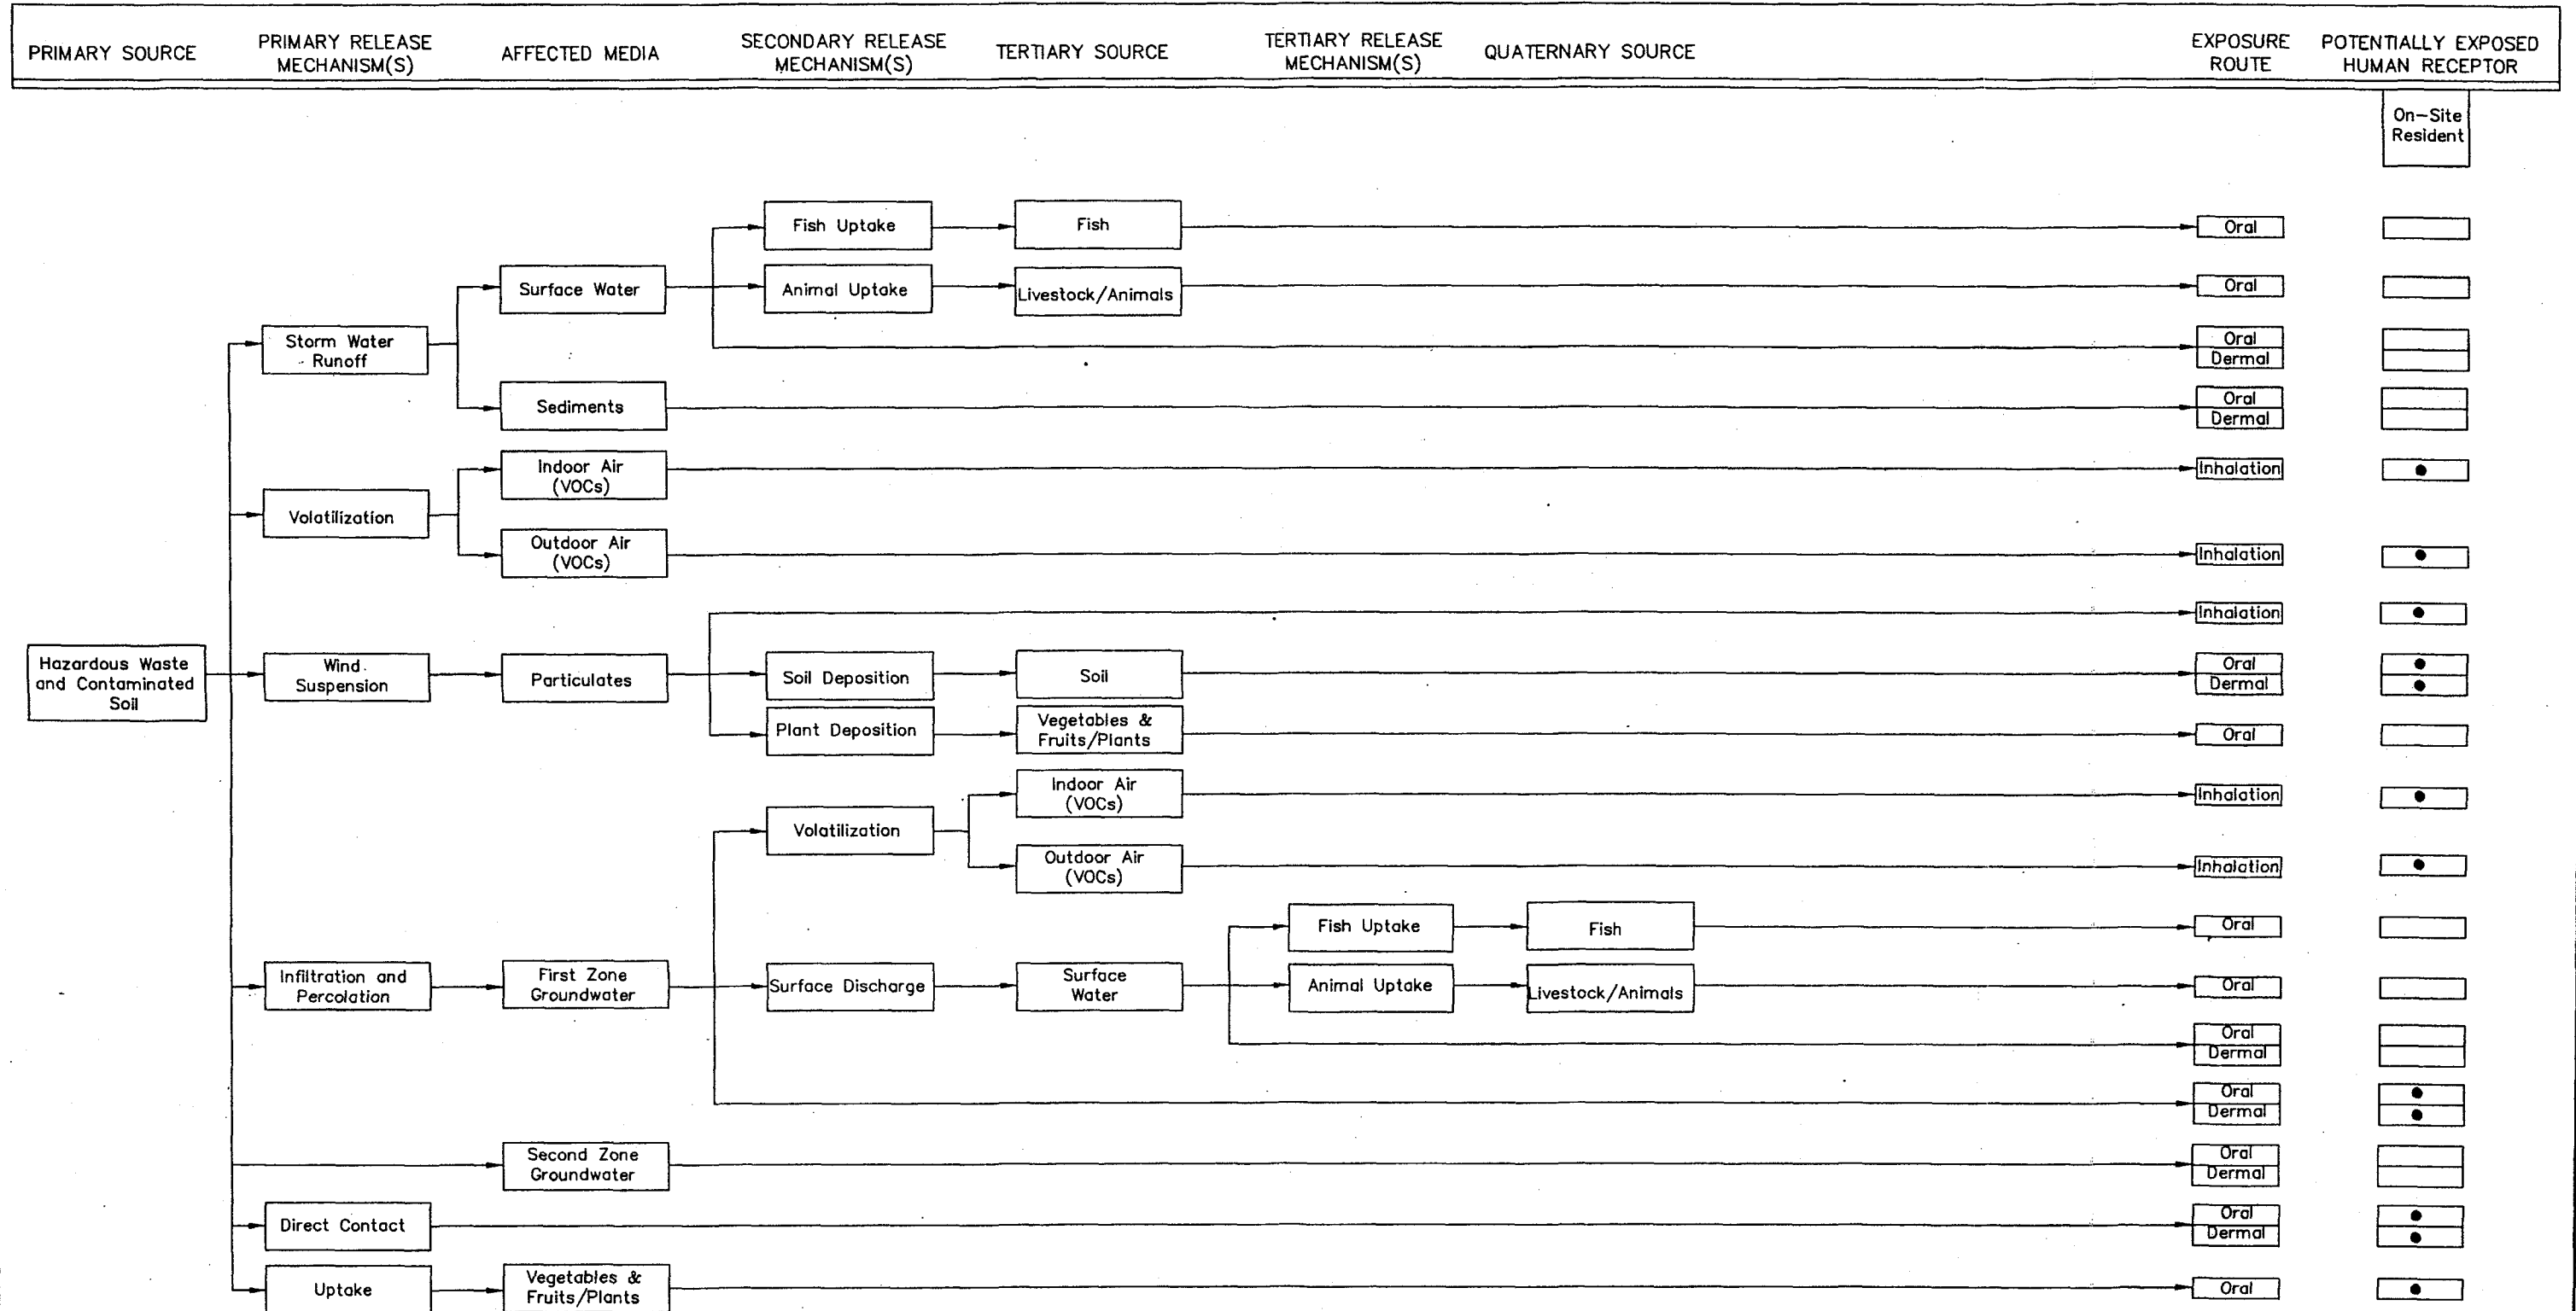 PRIMARY SOURCE
PRIMARY RELEASE
MECHANISM(S)
AFFECTED MEDIA
SECONDARY RELEASE
MECHANISM(S)
TERTIARY SOURCE
TERTIARY RELEASE
MECHANISM(S)
QUATERNARY SOURCE
EXPOSURE
ROUTE
POTENTIALLY EXPOSED
HUMAN RECEPTOR
On-Site
Resident
Fish Uptake
Fish
Oral
Surface Water
Animal Uptake
Livestock/Animals
Oral
Storm Water
Runoff
Oral
Dermal
Sediments
Oral
Dermal
Indoor Air
(VOCs)
Inhalation
Volatilization
Outdoor Air
(VOCs)
Inhalation
Inhalation
Hazardous Waste
and Contaminated
Soil
Wind
Suspension
Particulates
Soil Deposition
Soil
Oral
Dermal
Plant Deposition
Vegetables &
Fruits/Plants
Oral
Indoor Air
(VOCs)
Inhalation
Volatilization
Outdoor Air
(VOCs)
Inhalation
Fish Uptake
Fish
Oral
Infiltration and
Percolation
First Zone
Groundwater
Surface Discharge
Surface
Water
Animal Uptake
Livestock/Animals
Oral
Oral
Dermal
Oral
Dermal
Second Zone
Groundwater
Oral
Dermal
Direct Contact
Oral
Dermal
Uptake
Vegetables &
Fruits/Plants
Oral